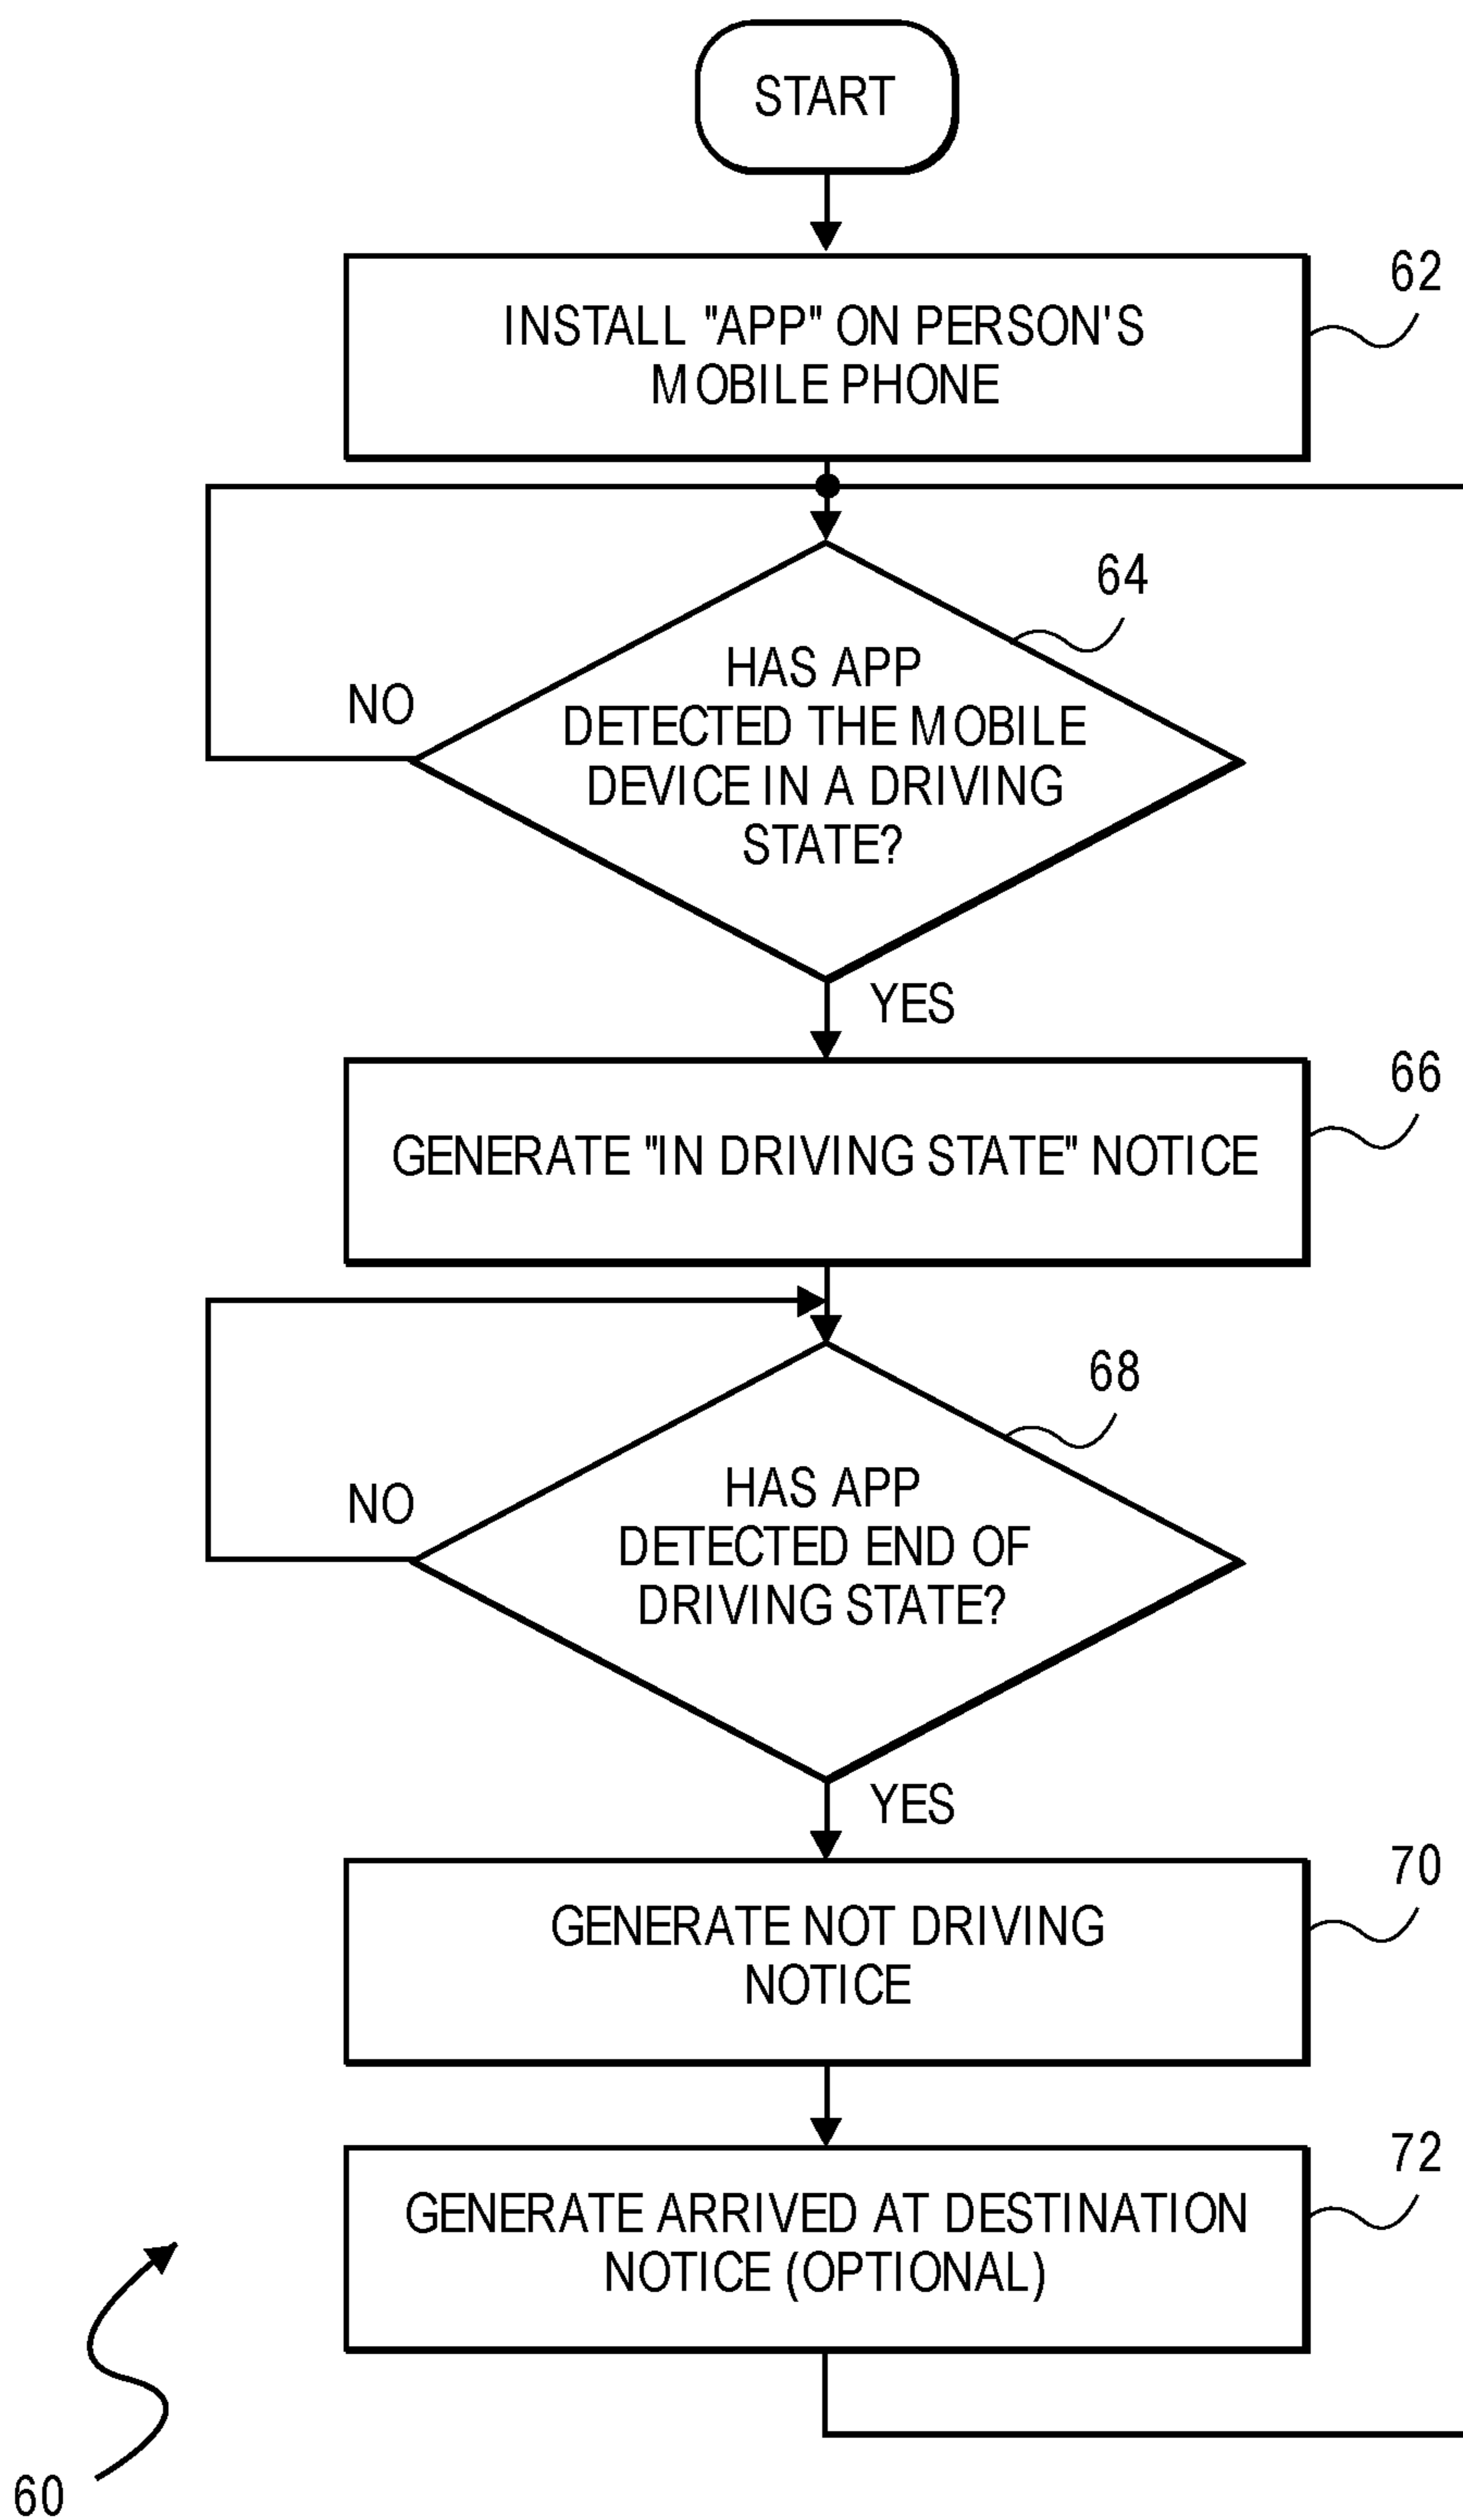 START
62
INSTALL "APP" ON PERSON'S
MOBILE PHONE
64
HAS APP
DETECTED THE MOBILE
DEVICE IN A DRIVING
STATE?
NO
YES
66
GENERATE "IN DRIVING STATE" NOTICE
68
HAS APP
DETECTED END OF
DRIVING STATE?
NO
YES
70
GENERATE NOT DRIVING
NOTICE
72
GENERATE ARRIVED AT DESTINATION
NOTICE (OPTIONAL)
60